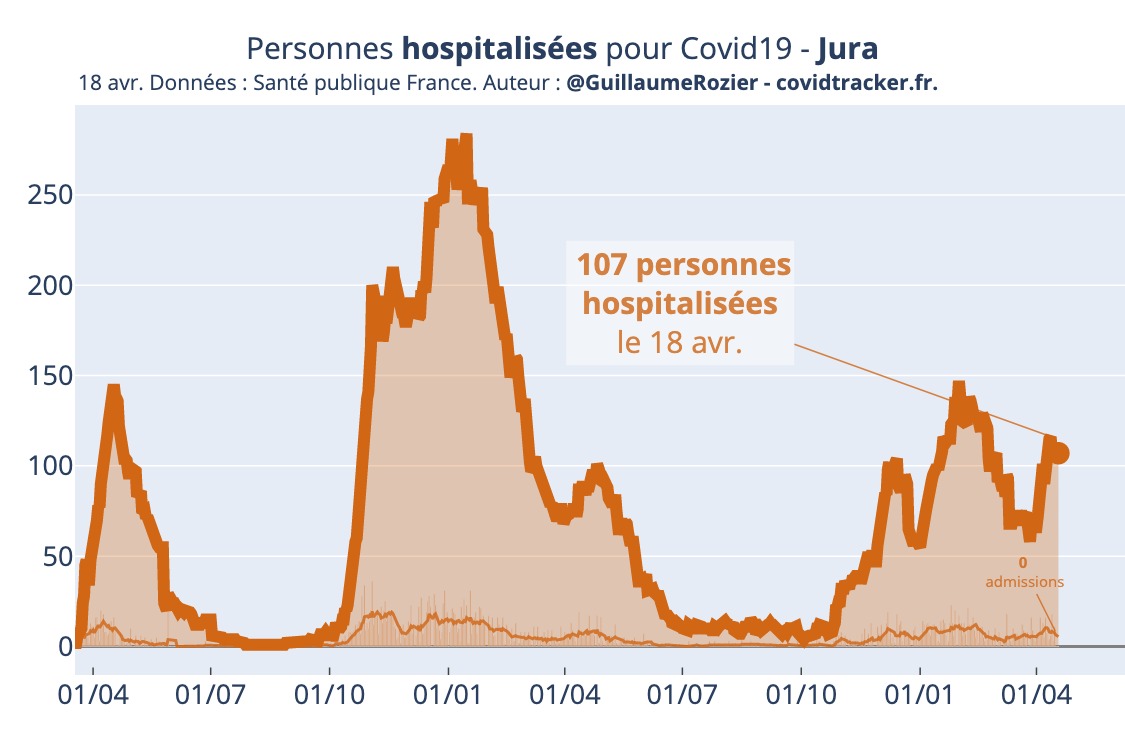 Personnes hospitalisées pour Covid19 - Jura
18 avr. Données : Santé publique France. Auteur : @GuillaumeRozier - covidtracker.fr.
250
200
150
100
50
0
107 personnes
hospitalisées
le 18 avr.
0
admissions
01/04
01/07
01/10
01/01
01/04
01/07
01/10
01/01
01/04